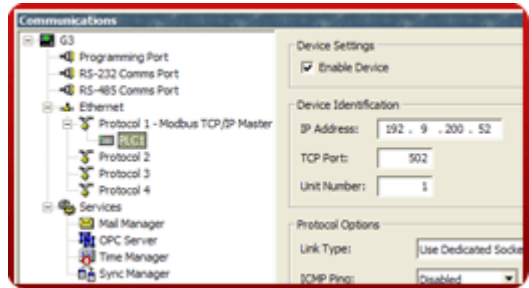 Communications
G3
Programming Port
RS-232 Comms Port
RS-485 Comms Port
Ethernet
Protocol 1 - Modbus TCP/IP Master
PLC1
Protocol 2
Protocol 3
Protocol 4
Services
Mail Manager
OPC Server
Time Manager
Sync Manager
Device Settings
Enable Device
Device Identification
IP Address: 192 . 9 . 200 . 52
TCP Port: 502
Unit Number: 1
Protocol Options
Link Type: Use Dedicated Socke
ICMP Ping: Disabled